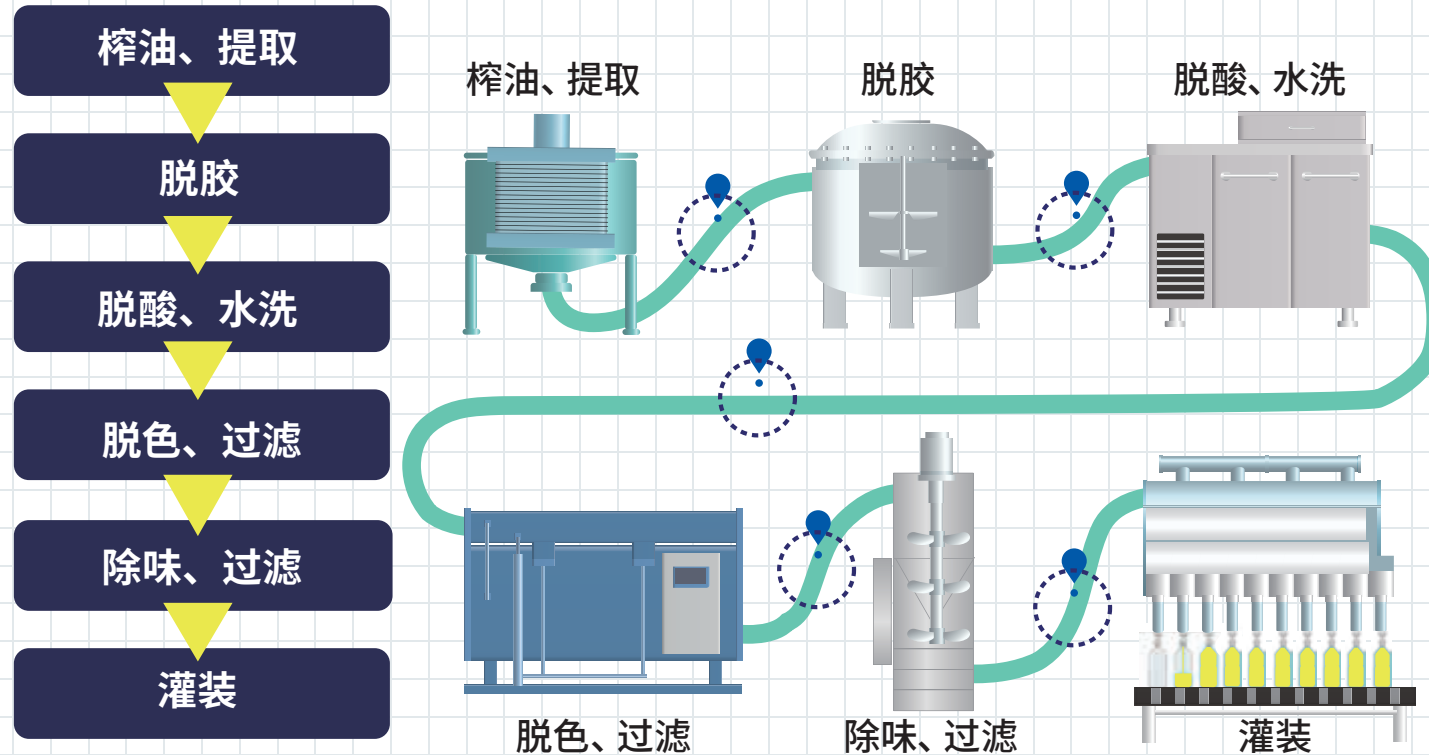 榨油、提取
脱胶
脱酸、水洗
脱色、过滤
除味、过滤
灌装
榨油、提取
脱胶
脱酸、水洗
脱色、过滤
除味、过滤
灌装